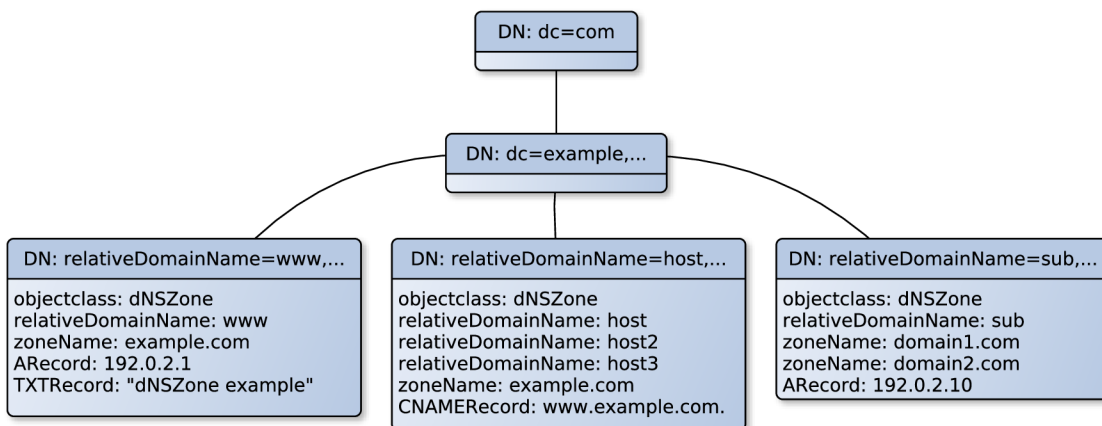 DN: dc=com
DN: dc=example,...
DN: relativeDomainName=www,...
objectclass: dNSZone
relativeDomainName: www
zoneName: example.com
ARecord: 192.0.2.1
TXTRecord: "dNSZone example"
DN: relativeDomainName=host,...
objectclass: dNSZone
relativeDomainName: host
relativeDomainName: host2
relativeDomainName: host3
zoneName: example.com
CNAMERecord: www.example.com.
DN: relativeDomainName=sub,...
objectclass: dNSZone
relativeDomainName: sub
zoneName: domain1.com
zoneName: domain2.com
ARecord: 192.0.2.10